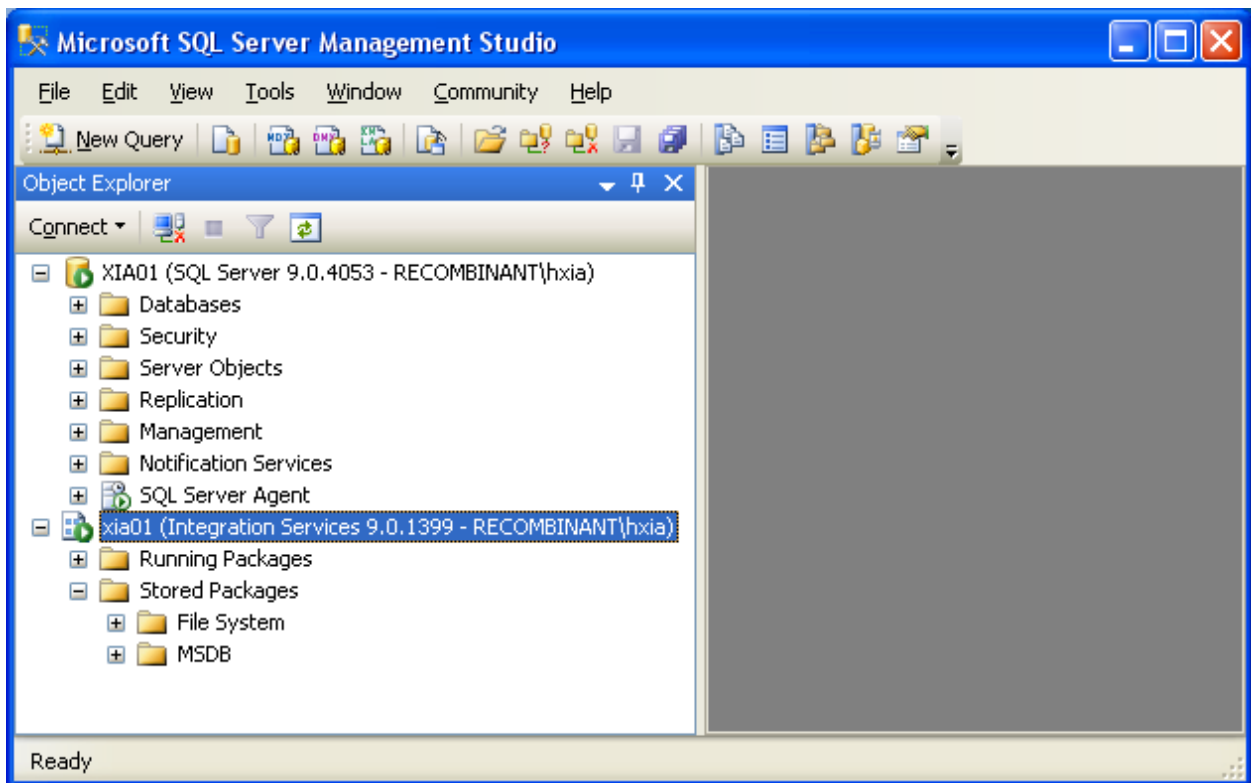 Microsoft SQL Server Management Studio
File Edit View Tools Window Community Help
New Query
Object Explorer
Connect
XIA01 (SQL Server 9.0.4053 - RECOMBINANT\hxia)
Databases
Security
Server Objects
Replication
Management
Notification Services
SQL Server Agent
xia01 (Integration Services 9.0.1399 - RECOMBINANT\hxia)
Running Packages
Stored Packages
File System
MSDB
Ready